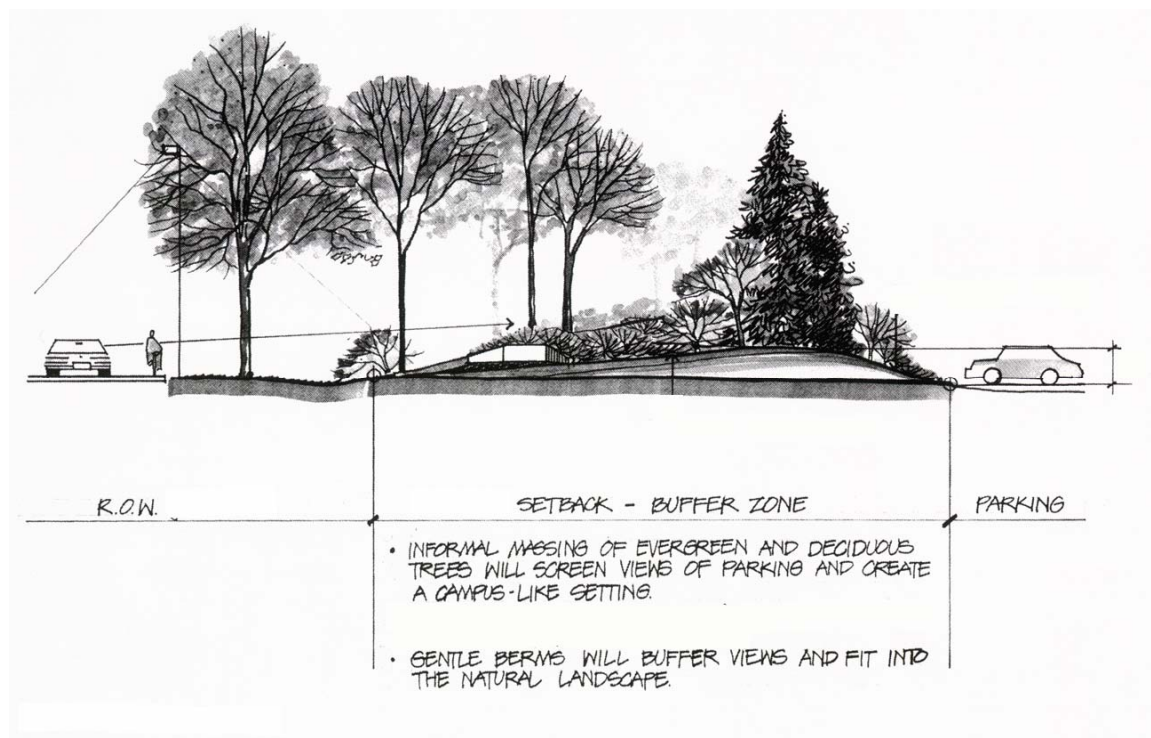 R.O.W.
SETBACK - BUFFER ZONE
PARKING
• INFORMAL MASSING OF EVERGREEN AND DECIDUOUS
TREES WILL SCREEN VIEWS OF PARKING AND CREATE
A CAMPUS-LIKE SETTING.
• GENTLE BERMS WILL BUFFER VIEWS AND FIT INTO
THE NATURAL LANDSCAPE.